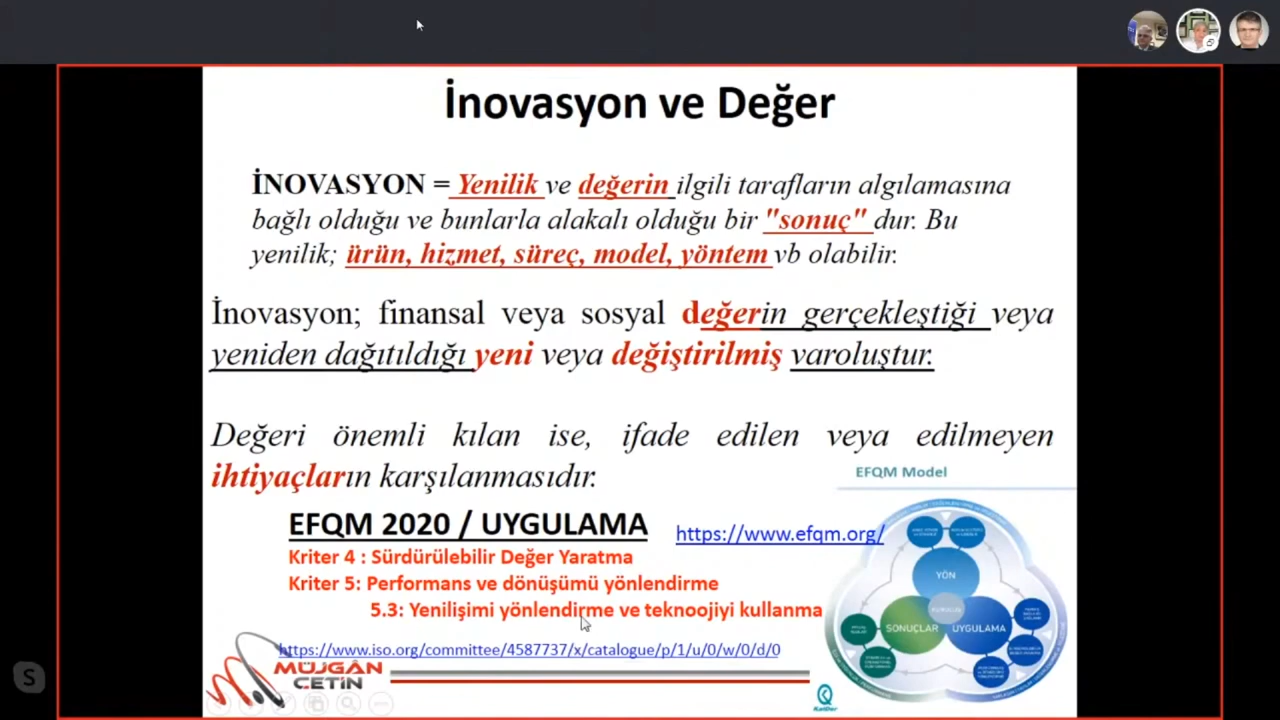 İnovasyon ve Değer
İNOVASYON = Yenilik ve değerin ilgili tarafların algılamasına
bağlı olduğu ve bunlarla alakalı olduğu bir "sonuç" dur. Bu
yenilik; ürün, hizmet, süreç, model, yöntem vb olabilir.
İnovasyon; finansal veya sosyal değerin gerçekleştiği veya
yeniden dağıtıldığı yeni veya değiştirilmiş varoluştur.
Değeri önemli kılan ise, ifade edilen veya edilmeyen
ihtiyaçların karşılanmasıdır.
EFQM Model
EFQM 2020 / UYGULAMA
https://www.efqm.org/
Kriter 4 : Sürdürülebilir Değer Yaratma
Kriter 5: Performans ve dönüşümü yönlendirme
5.3: Yenilişimi yönlendirme ve teknoojiyi kullanma
YÖN
SONUÇLAR
UYGULAMA
https://www.iso.org/committee/4587737/x/catalogue/p/1/u/0/w/0/d/0
MÜJGÂN
ÇETİN
KalDer
S